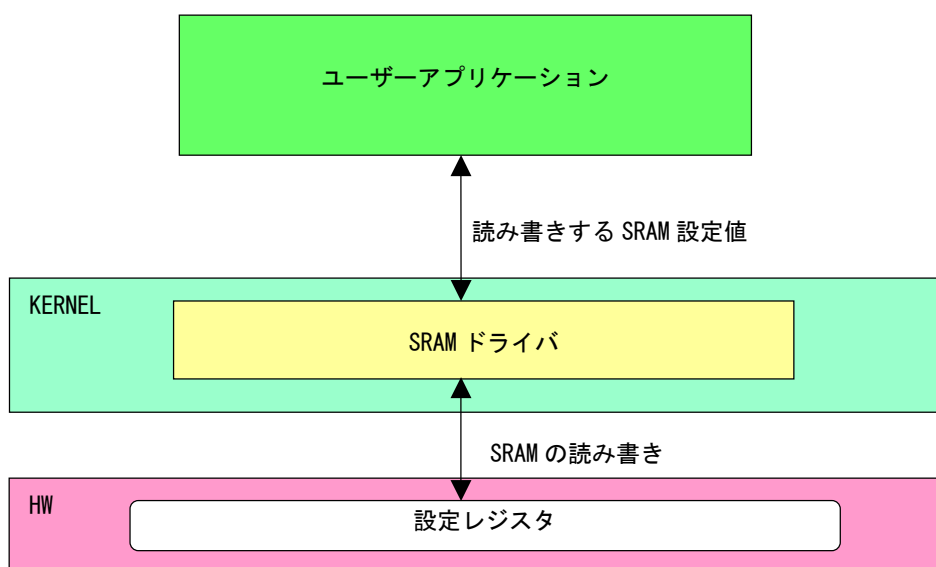 ユーザーアプリケーション
読み書きする SRAM 設定値
KERNEL
SRAM ドライバ
SRAM の読み書き
HW
設定レジスタ